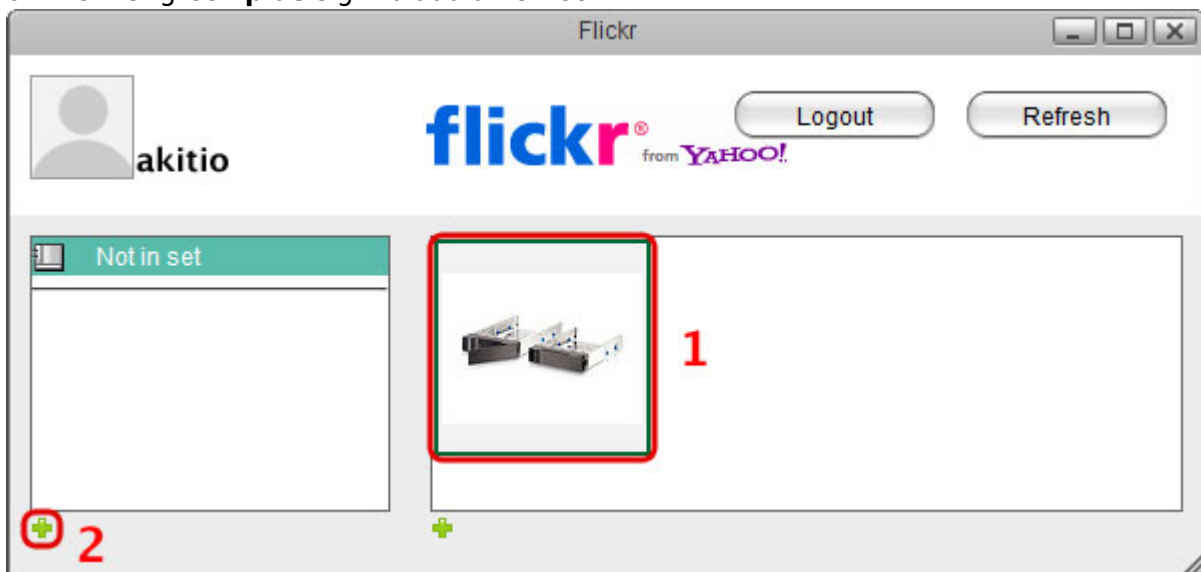 Flickr
akitio
flickr® from YAHOO!
Logout
Refresh
Not in set
1
2